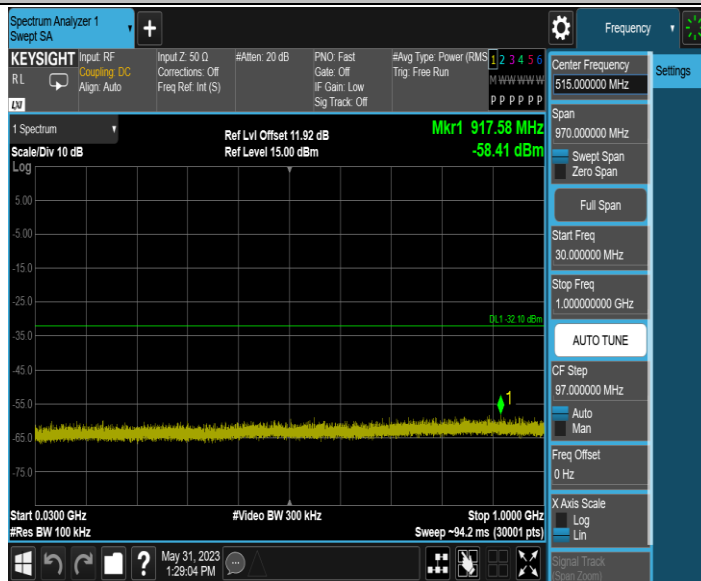 Spectrum Analyzer 1
Swept SA
+
Frequency
KEYSIGHT
RL
LXI
Input: RF
Coupling: DC
Align: Auto
Input Z: 50 Ω
Corrections: Off
Freq Ref: Int (S)
#Atten: 20 dB
PNO: Fast
Gate: Off
IF Gain: Low
Sig Track: Off
#Avg Type: Power (RMS
Trig: Free Run
1 2 3 4 5 6
M W W W W W
P P P P P P
1 Spectrum
Scale/Div 10 dB
Log
Ref Lvl Offset 11.92 dB
Ref Level 15.00 dBm
Mkr1 917.58 MHz
-58.41 dBm
5.00
-5.00
-15.0
-25.0
-35.0
-45.0
-55.0
-65.0
-75.0
DL1 -32.10 dBm
1
Start 0.0300 GHz
#Res BW 100 kHz
#Video BW 300 kHz
Stop 1.0000 GHz
Sweep ~94.2 ms (30001 pts)
?
May 31, 2023
1:29:04 PM
Center Frequency
515.000000 MHz
Span
970.000000 MHz
Swept Span
Zero Span
Full Span
Start Freq
30.000000 MHz
Stop Freq
1.000000000 GHz
AUTO TUNE
CF Step
97.000000 MHz
Auto
Man
Freq Offset
0 Hz
X Axis Scale
Log
Lin
Signal Track
(Span Zoom)
Settings